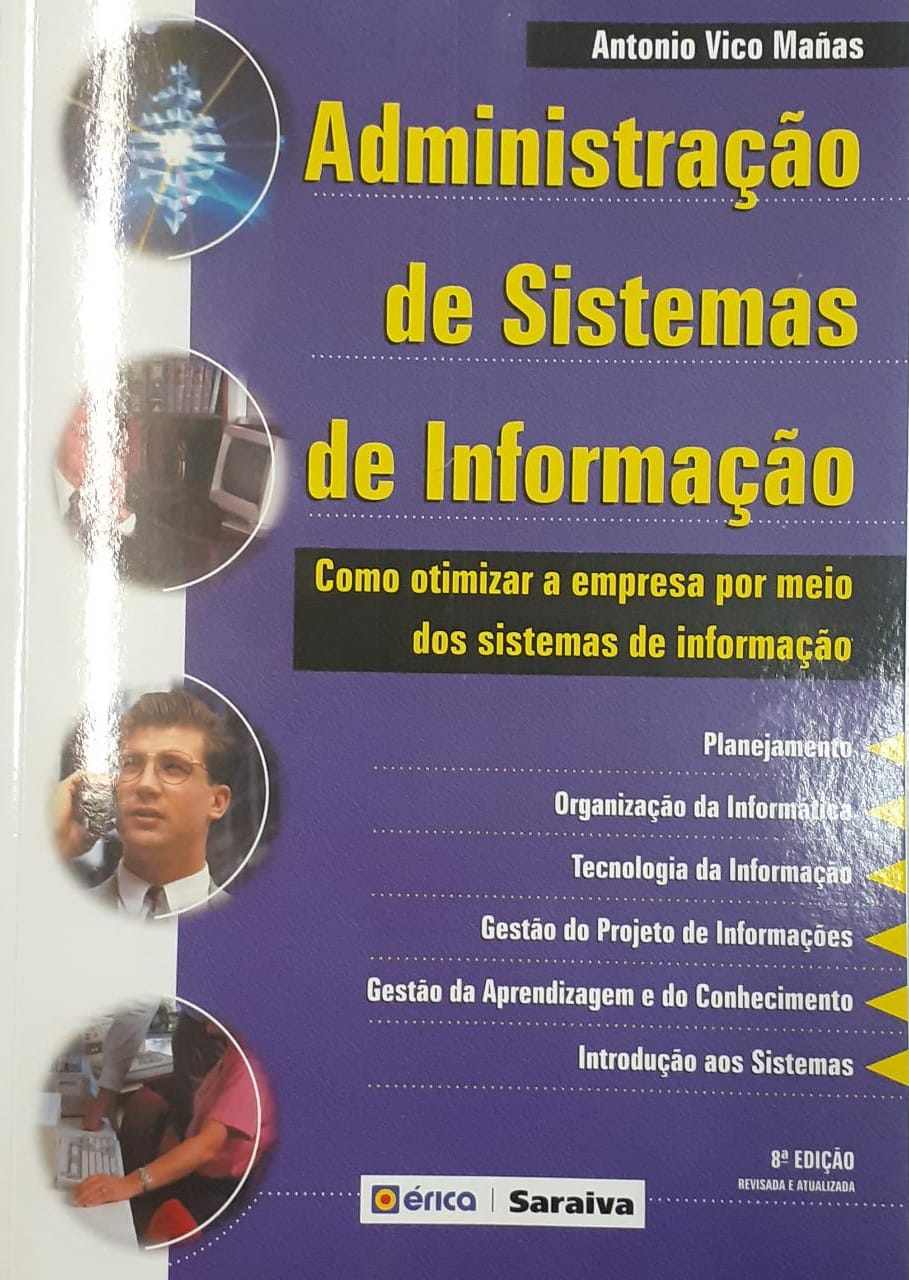 Antonio Vico Mañas
Administração
de Sistemas
de Informação
Como otimizar a empresa por meio
dos sistemas de informação
Planejamento
Organização da Informática
Tecnologia da Informação
Gestão do Projeto de Informações
Gestão da Aprendizagem e do Conhecimento
Introdução aos Sistemas
8ª EDIÇÃO
REVISADA E ATUALIZADA
érica | Saraiva